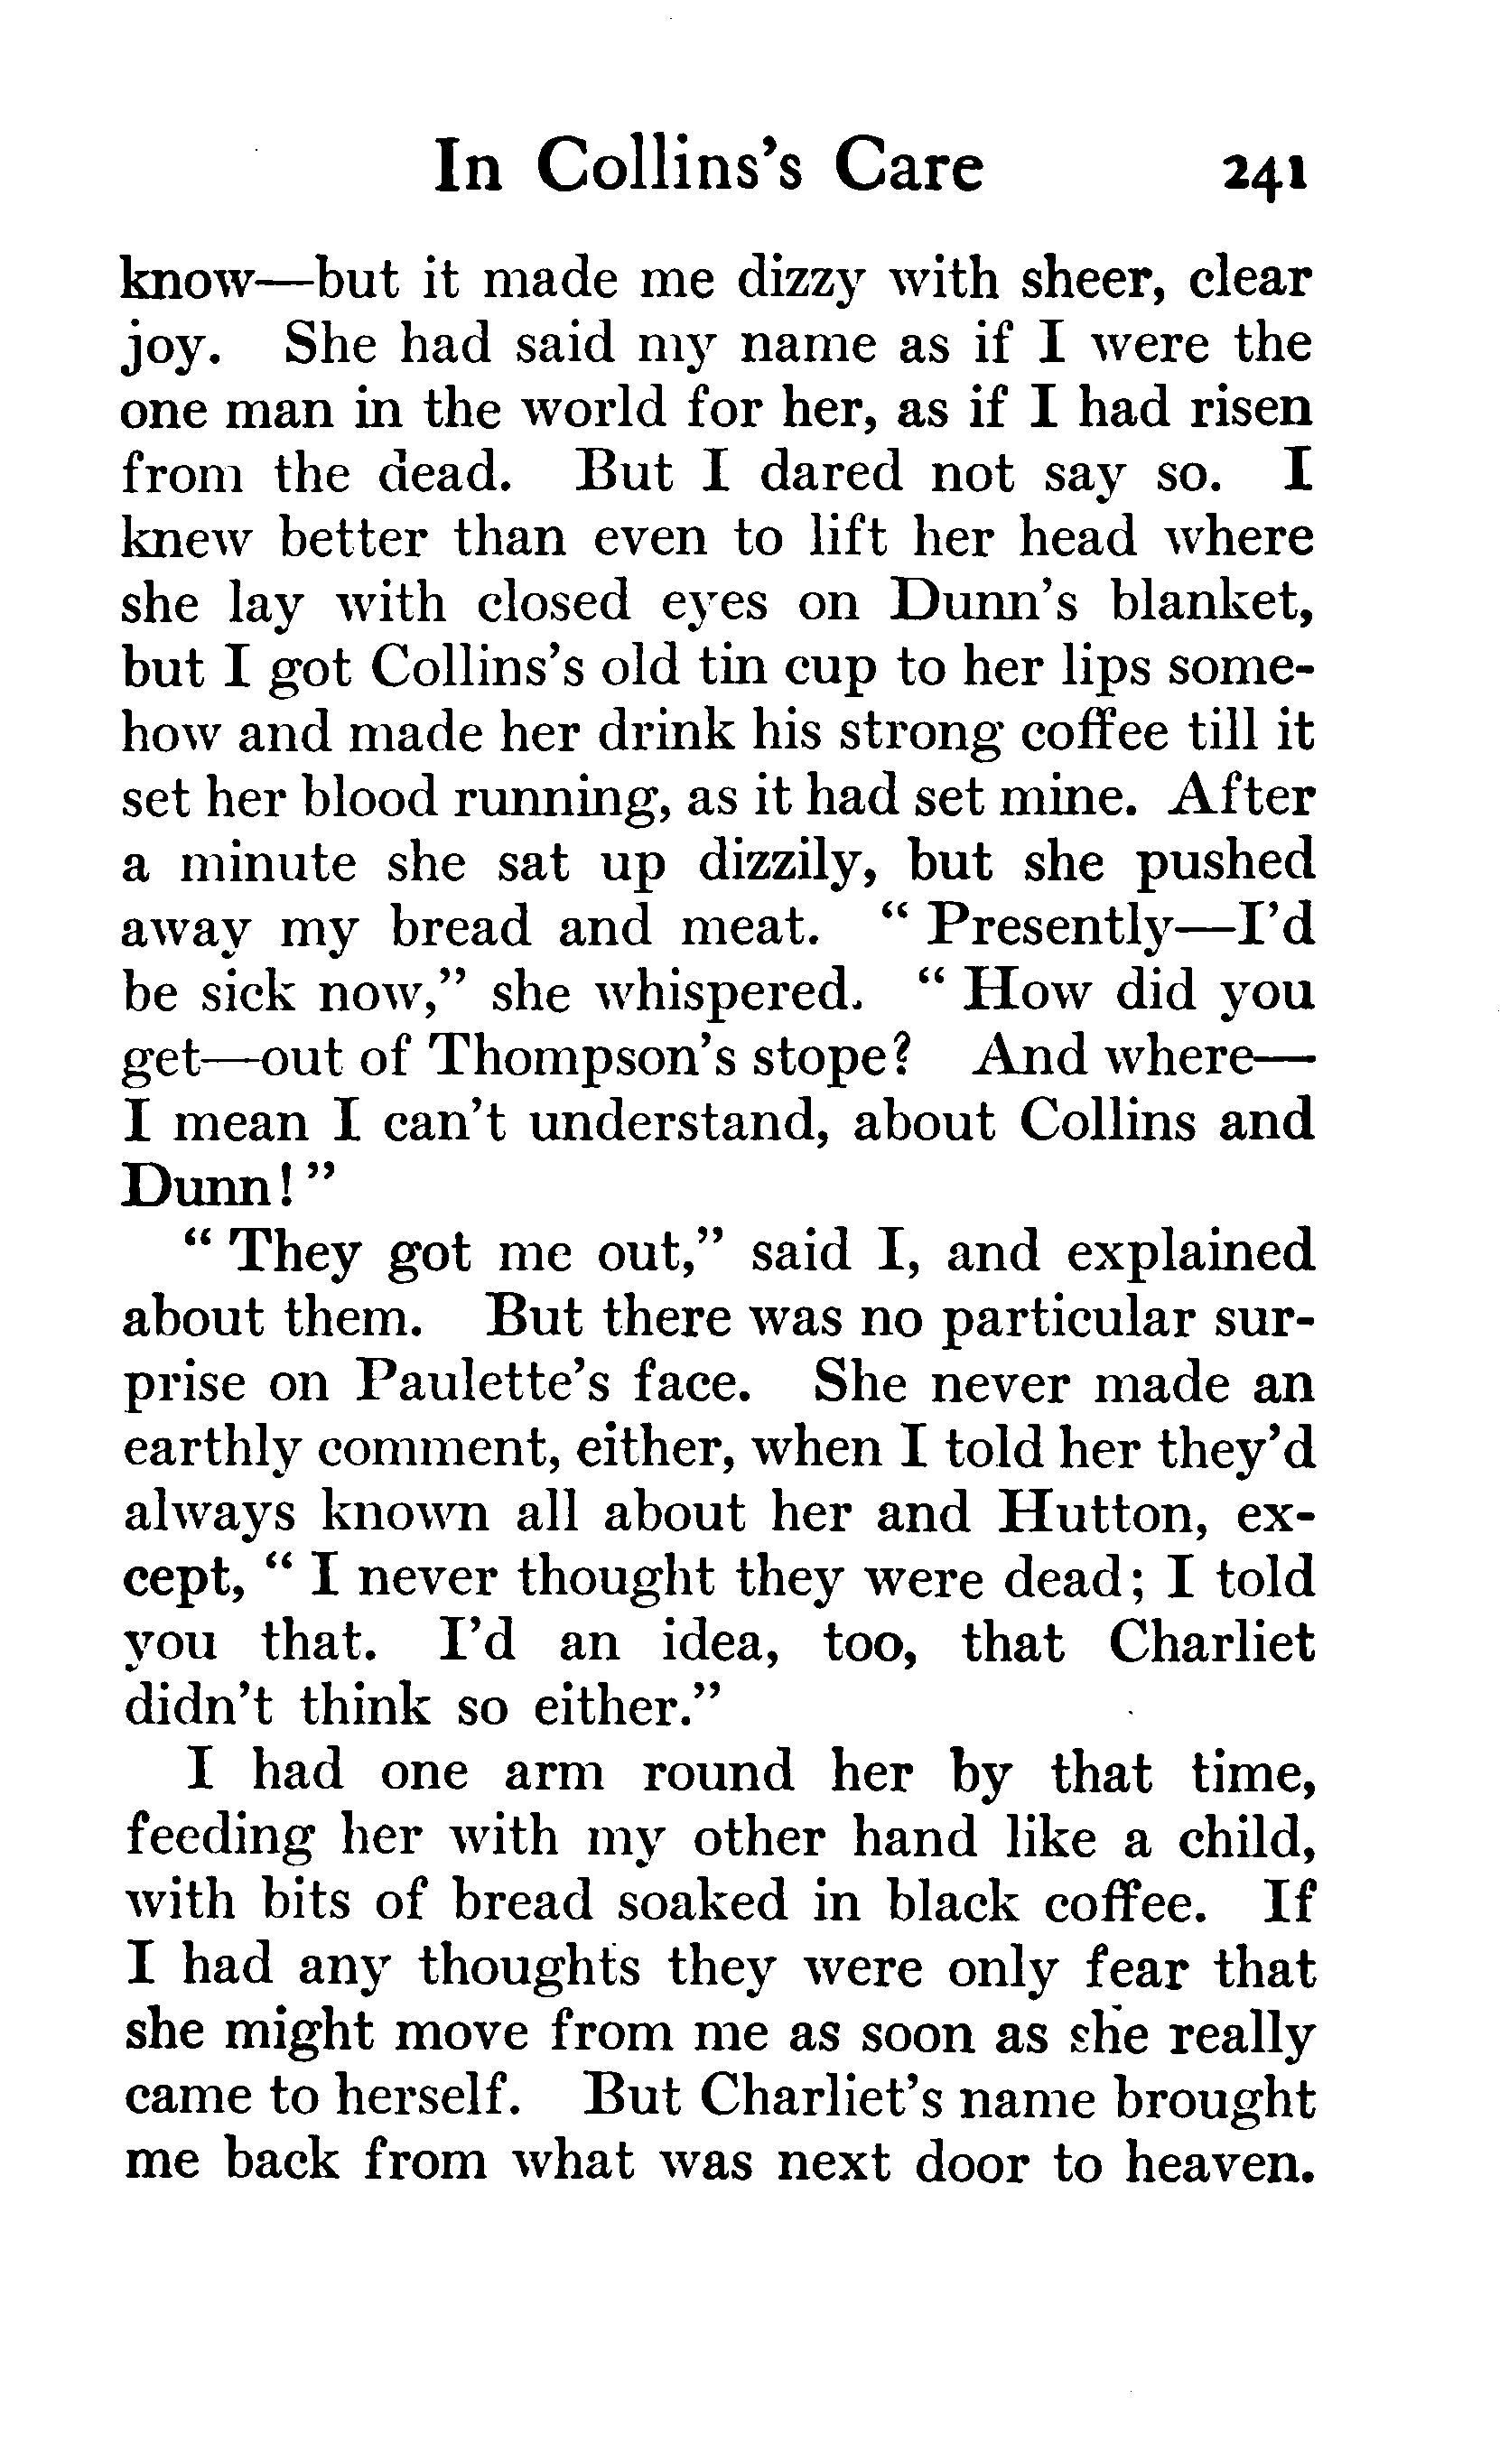 In Collins's Care 241
know—but it made me dizzy with sheer, clear
joy. She had said my name as if I were the
one man in the world for her, as if I had risen
from the dead. But I dared not say so. I
knew better than even to lift her head where
she lay with closed eyes on Dunn's blanket,
but I got Collins's old tin cup to her lips some-
how and made her drink his strong coffee till it
set her blood running, as it had set mine. After
a minute she sat up dizzily, but she pushed
away my bread and meat. "Presently—I'd
be sick now," she whispered. "How did you
get—out of Thompson's stope? And where—
I mean I can't understand, about Collins and
Dunn!"
"They got me out," said I, and explained
about them. But there was no particular sur-
prise on Paulette's face. She never made an
earthly comment, either, when I told her they'd
always known all about her and Hutton, ex-
cept, "I never thought they were dead; I told
you that. I'd an idea, too, that Charliet
didn't think so either."
I had one arm round her by that time,
feeding her with my other hand like a child,
with bits of bread soaked in black coffee. If
I had any thoughts they were only fear that
she might move from me as soon as she really
came to herself. But Charliet's name brought
me back from what was next door to heaven.